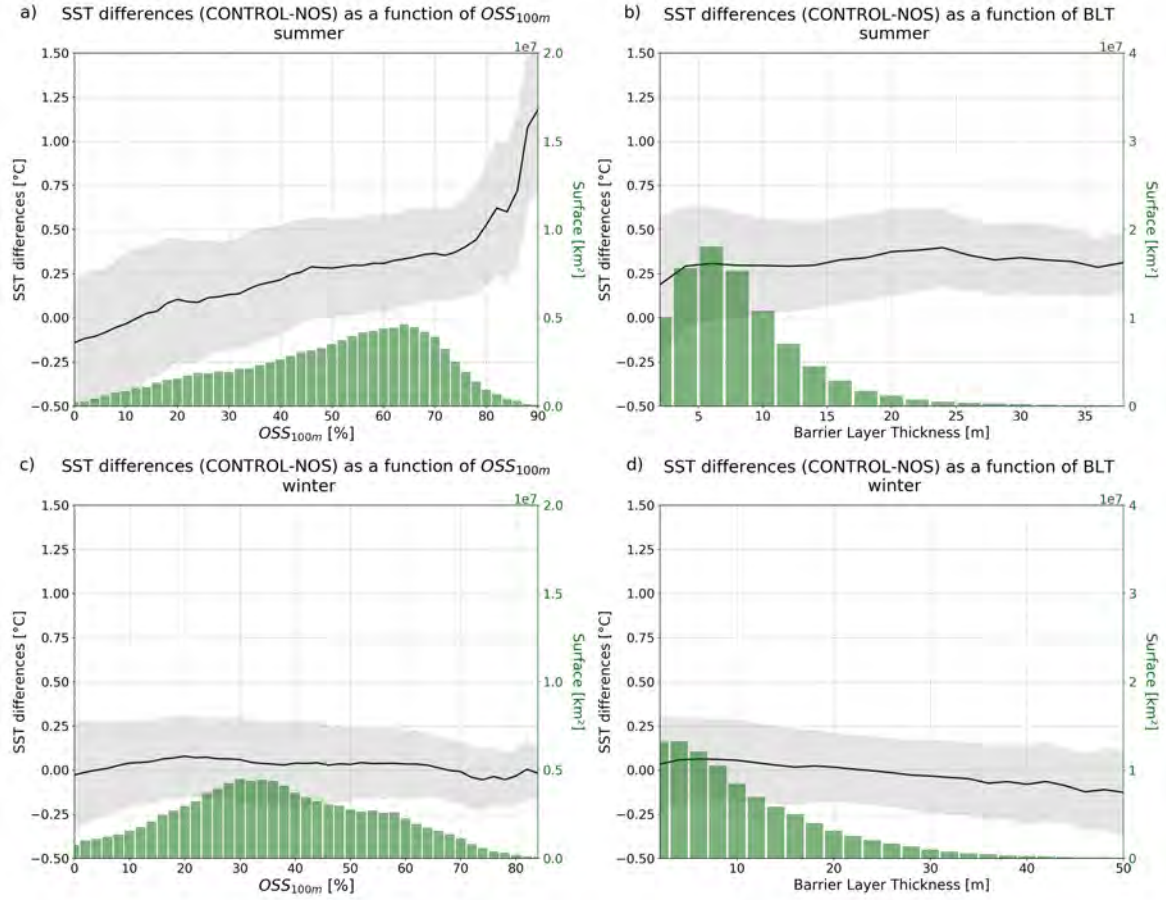 a) SST differences (CONTROL-NOS) as a function of OSS100m
summer
1e7
1.50
1.25
1.00
0.75
0.50
0.25
0.00
−0.25
−0.50
SST differences [°C]
2.0
1.5
1.0
0.5
0.0
Surface [km²]
0 10 20 30 40 50 60 70 80 90
OSS100m [%]
b) SST differences (CONTROL-NOS) as a function of BLT
summer
1e7
1.50
1.25
1.00
0.75
0.50
0.25
0.00
−0.25
−0.50
SST differences [°C]
4
3
2
1
0
Surface [km²]
5 10 15 20 25 30 35
Barrier Layer Thickness [m]
c) SST differences (CONTROL-NOS) as a function of OSS100m
winter
1e7
1.50
1.25
1.00
0.75
0.50
0.25
0.00
−0.25
−0.50
SST differences [°C]
2.0
1.5
1.0
0.5
0.0
Surface [km²]
0 10 20 30 40 50 60 70 80
OSS100m [%]
d) SST differences (CONTROL-NOS) as a function of BLT
winter
1e7
1.50
1.25
1.00
0.75
0.50
0.25
0.00
−0.25
−0.50
SST differences [°C]
4
3
2
1
0
Surface [km²]
10 20 30 40 50
Barrier Layer Thickness [m]